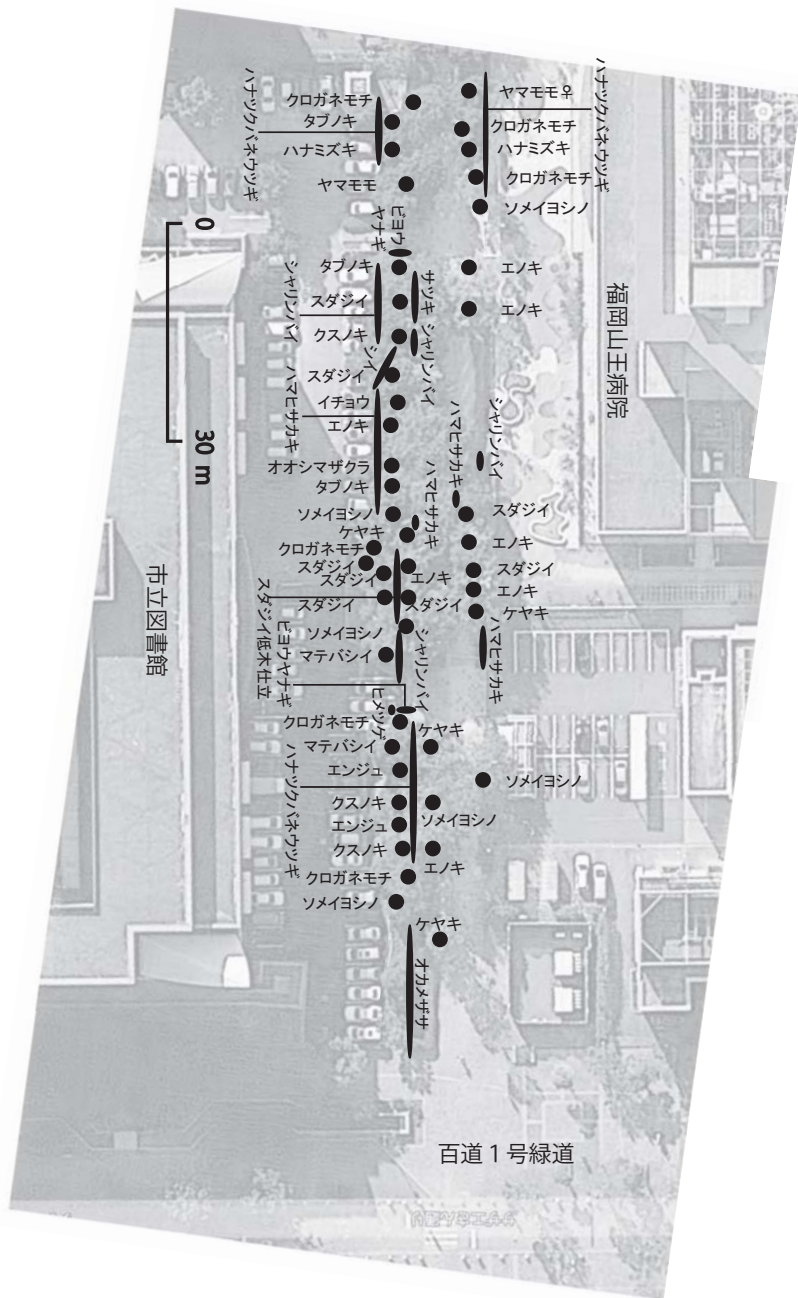 ハナツクバネウツギ
クロガネモチ
タブノキ
ハナミズキ
ヤマモモ
ヤマモモ♀
クロガネモチ
ハナミズキ
クロガネモチ
ソメイヨシノ
ハナツクバネウツギ
0
30 m
ビヨウ
ヤナギ
タブノキ
スダジイ
クスノキ
シャリンバイ
サツキ
シャリンバイ
シイ
エノキ
エノキ
福岡山王病院
スダジイ
イチョウ
エノキ
ハマヒサカキ
オオシマザクラ
タブノキ
ソメイヨシノ
ハマヒサカキ
ハマヒサカキ
シャリンバイ
スダジイ
エノキ
スダジイ
エノキ
ケヤキ
ハマヒサカキ
ケヤキ
クロガネモチ
スダジイ
スダジイ
エノキ
スダジイ
スダジイ
スダジイ低木仕立
市立図書館
ソメイヨシノ
マテバシイ
シャリンバイ
ビヨウヤナギ
ヒメツゲ
クロガネモチ
ケヤキ
マテバシイ
エンジュ
ハナツクバネウツギ
ソメイヨシノ
クスノキ
ソメイヨシノ
エンジュ
クスノキ
エノキ
クロガネモチ
ソメイヨシノ
ケヤキ
オカメザサ
百道1号緑道
サザエさん通り